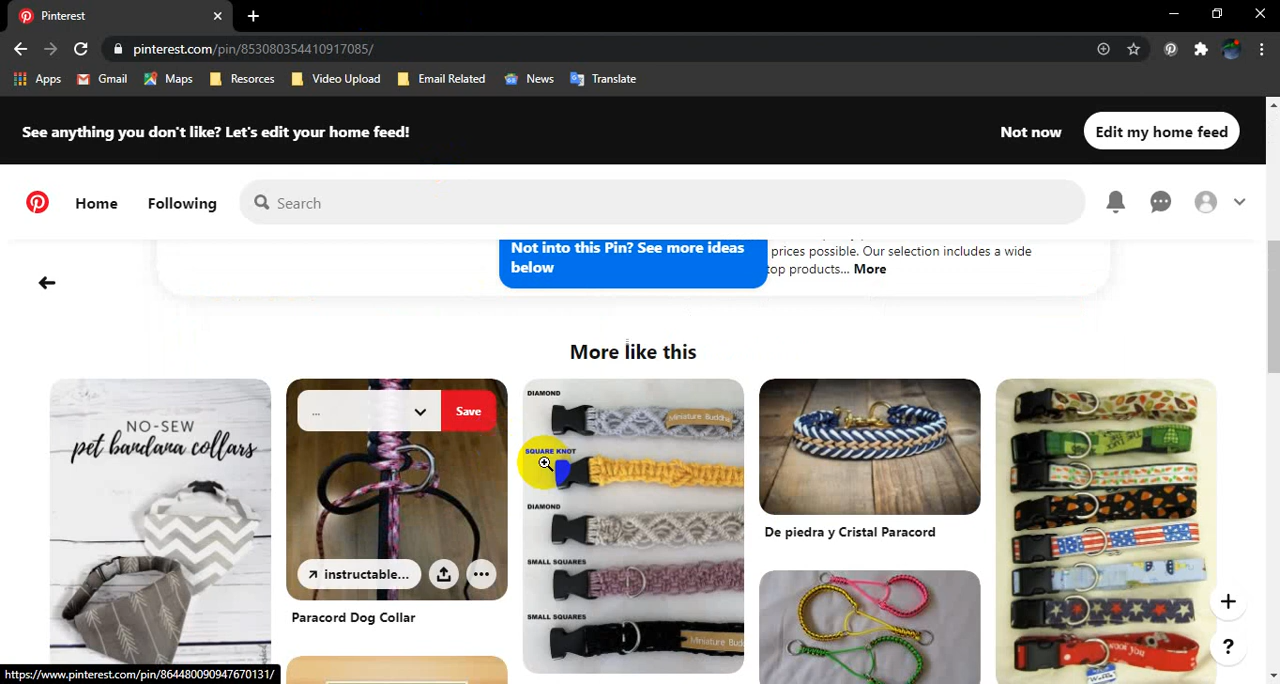 Pinterest
pinterest.com/pin/853080354410917085/
Apps Gmail Maps Resorces Video Upload Email Related News Translate
See anything you don't like? Let's edit your home feed!
Not now
Edit my home feed
Home
Following
Search
Not into this Pin? See more ideas
below
prices possible. Our selection includes a wide
top products... More
More like this
NO-SEW
pet bandana collars
...
Save
instructable...
Paracord Dog Collar
DIAMOND
Miniature Buddy
SQUARE KNOT
DIAMOND
SMALL SQUARES
SMALL SQUARES
Miniature Budd
De piedra y Cristal Paracord
?
https://www.pinterest.com/pin/864480090947670131/